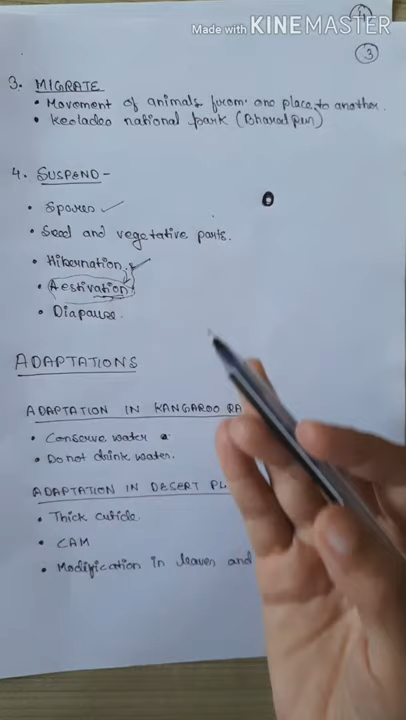 Made with KINEMASTER
3
3. MIGRATE
• Movement of animals from one place to another.
• Keoladeo national park (Bharatpur)
4. SUSPEND-
• Spores ✓
• Seed and vegetative parts.
• Hibernation
• Aestivation
• Diapause.
ADAPTATIONS
ADAPTATION IN KANGAROO RA
• Conserve water
• Do not drink water.
ADAPTATION IN DESERT PL
• Thick cuticle.
• CAM
• Modification in leaves and